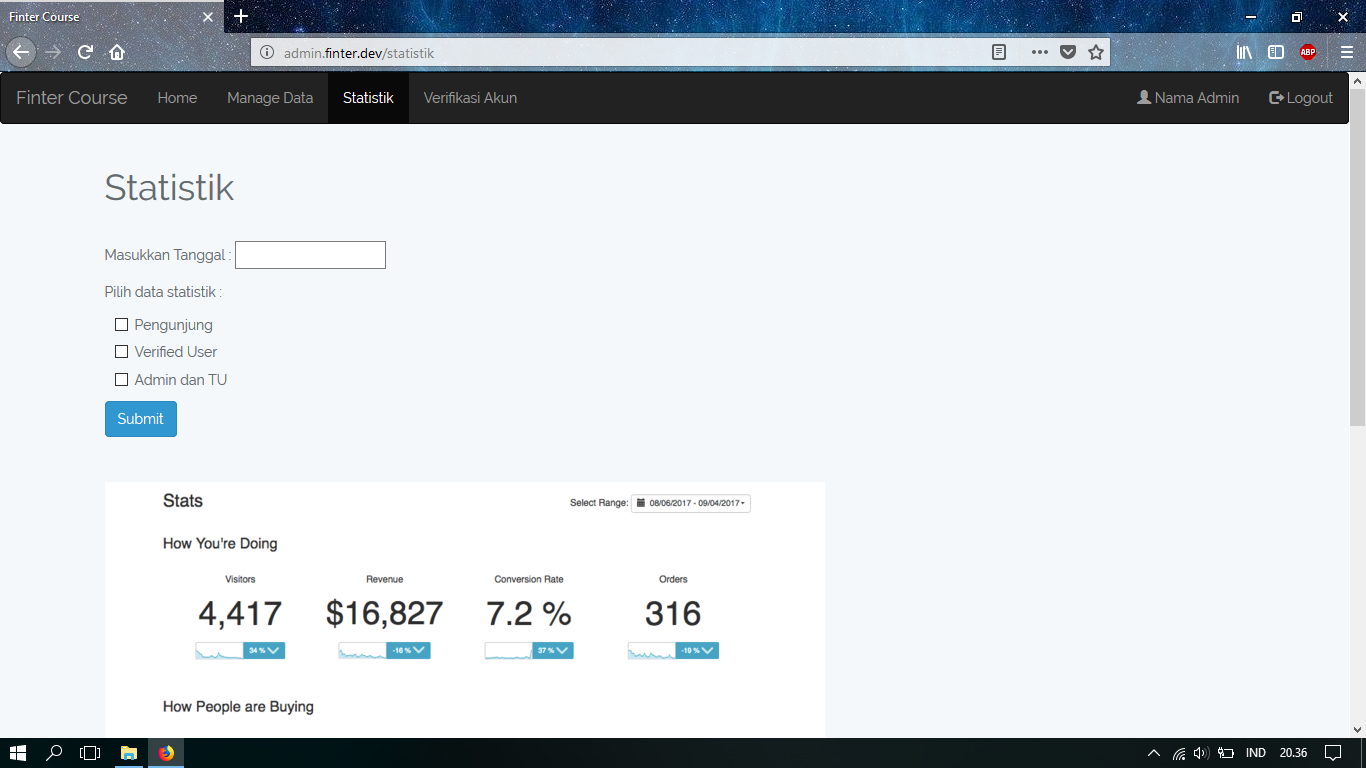 Finter Course
admin.finter.dev/statistik
ABP
Finter Course Home Manage Data Statistik Verifikasi Akun Nama Admin Logout
Statistik
Masukkan Tanggal :
Pilih data statistik :
Pengunjung
Verified User
Admin dan TU
Submit
Stats Select Range: 08/06/2017 - 09/04/2017
How You're Doing
Visitors Revenue Conversion Rate Orders
4,417 $16,827 7.2 % 316
34 % -16 % 37 % -19 %
How People are Buying
IND 20.36